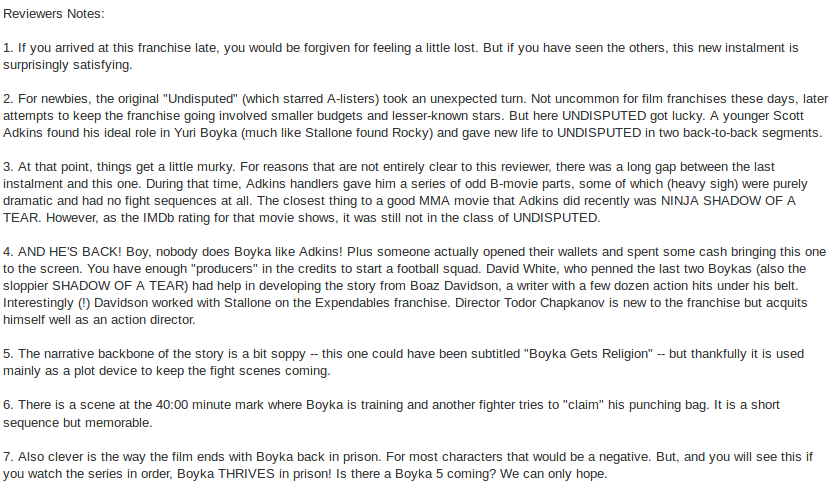 Reviewers Notes:
1. If you arrived at this franchise late, you would be forgiven for feeling a little lost. But if you have seen the others, this new instalment is
surprisingly satisfying.
2. For newbies, the original "Undisputed" (which starred A-listers) took an unexpected turn. Not uncommon for film franchises these days, later
attempts to keep the franchise going involved smaller budgets and lesser-known stars. But here UNDISPUTED got lucky. A younger Scott
Adkins found his ideal role in Yuri Boyka (much like Stallone found Rocky) and gave new life to UNDISPUTED in two back-to-back segments.
3. At that point, things get a little murky. For reasons that are not entirely clear to this reviewer, there was a long gap between the last
instalment and this one. During that time, Adkins handlers gave him a series of odd B-movie parts, some of which (heavy sigh) were purely
dramatic and had no fight sequences at all. The closest thing to a good MMA movie that Adkins did recently was NINJA SHADOW OF A
TEAR. However, as the IMDb rating for that movie shows, it was still not in the class of UNDISPUTED.
4. AND HE'S BACK! Boy, nobody does Boyka like Adkins! Plus someone actually opened their wallets and spent some cash bringing this one
to the screen. You have enough "producers" in the credits to start a football squad. David White, who penned the last two Boykas (also the
sloppier SHADOW OF A TEAR) had help in developing the story from Boaz Davidson, a writer with a few dozen action hits under his belt.
Interestingly (!) Davidson worked with Stallone on the Expendables franchise. Director Todor Chapkanov is new to the franchise but acquits
himself well as an action director.
5. The narrative backbone of the story is a bit soppy -- this one could have been subtitled "Boyka Gets Religion" -- but thankfully it is used
mainly as a plot device to keep the fight scenes coming.
6. There is a scene at the 40:00 minute mark where Boyka is training and another fighter tries to "claim" his punching bag. It is a short
sequence but memorable.
7. Also clever is the way the film ends with Boyka back in prison. For most characters that would be a negative. But, and you will see this if
you watch the series in order, Boyka THRIVES in prison! Is there a Boyka 5 coming? We can only hope.